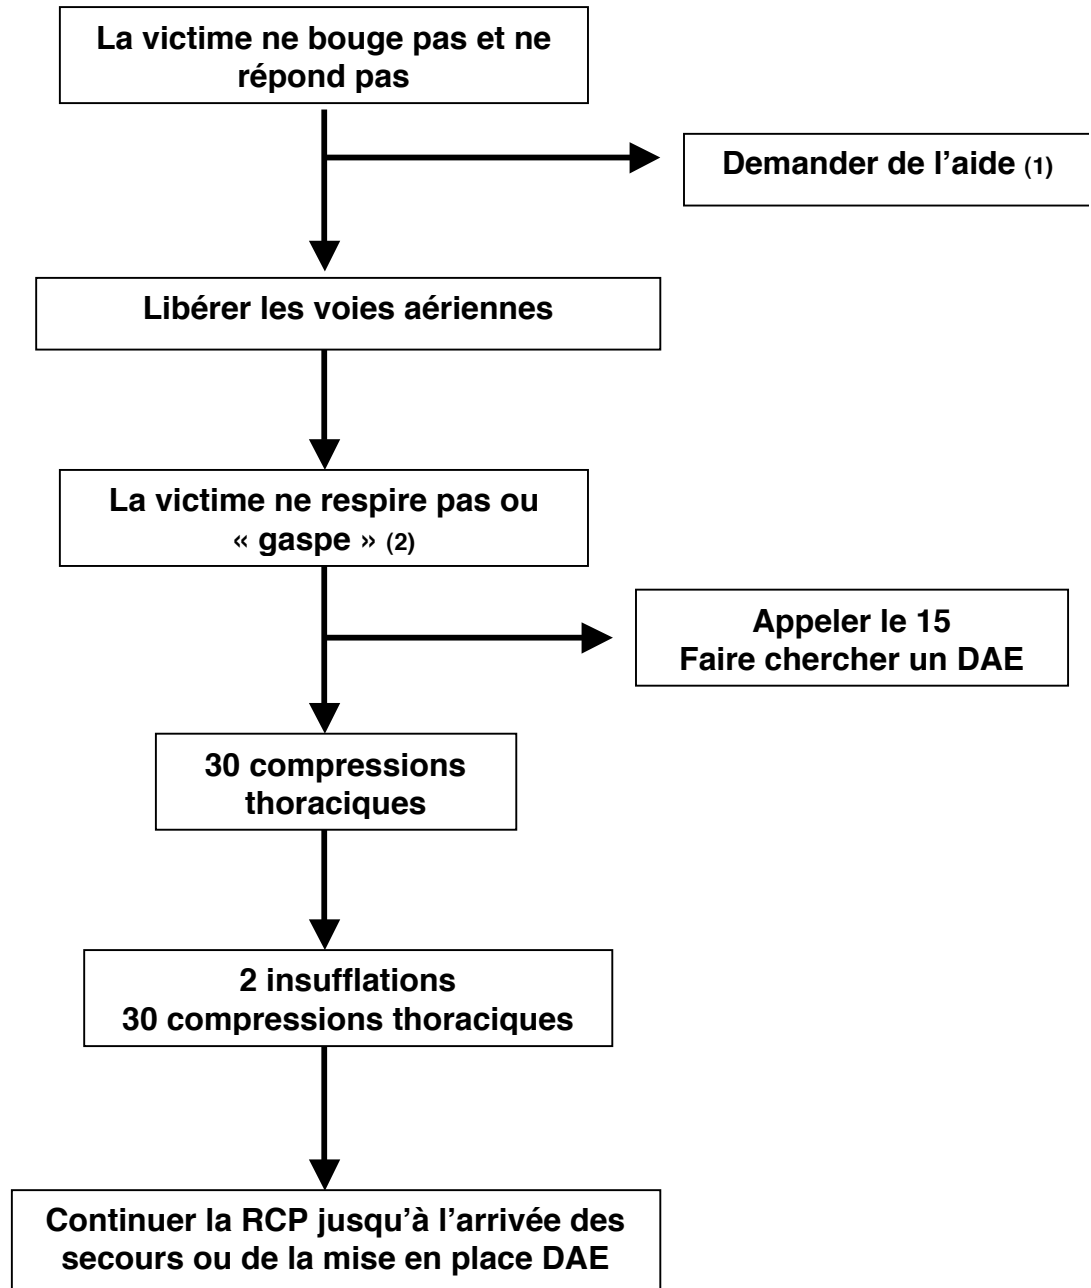 La victime ne bouge pas et ne
répond pas
Demander de l’aide (1)
Libérer les voies aériennes
La victime ne respire pas ou
« gaspe » (2)
Appeler le 15
Faire chercher un DAE
30 compressions
thoraciques
2 insufflations
30 compressions thoraciques
Continuer la RCP jusqu’à l’arrivée des
secours ou de la mise en place DAE